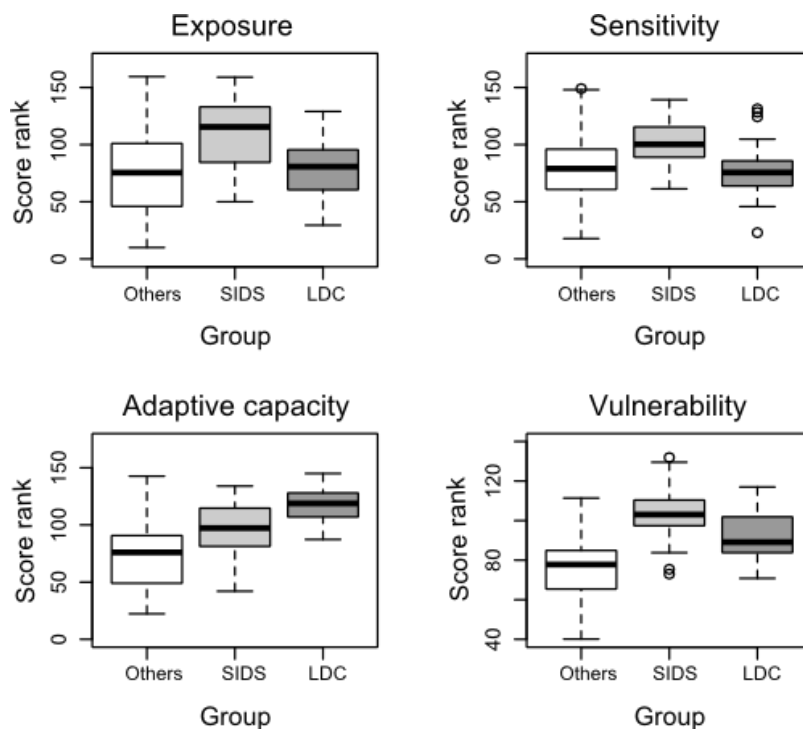 Exposure
Score rank
150
100
50
0
Others SIDS LDC
Group
Sensitivity
Score rank
150
100
50
0
Others SIDS LDC
Group
Adaptive capacity
Score rank
150
100
50
0
Others SIDS LDC
Group
Vulnerability
Score rank
120
80
40
Others SIDS LDC
Group